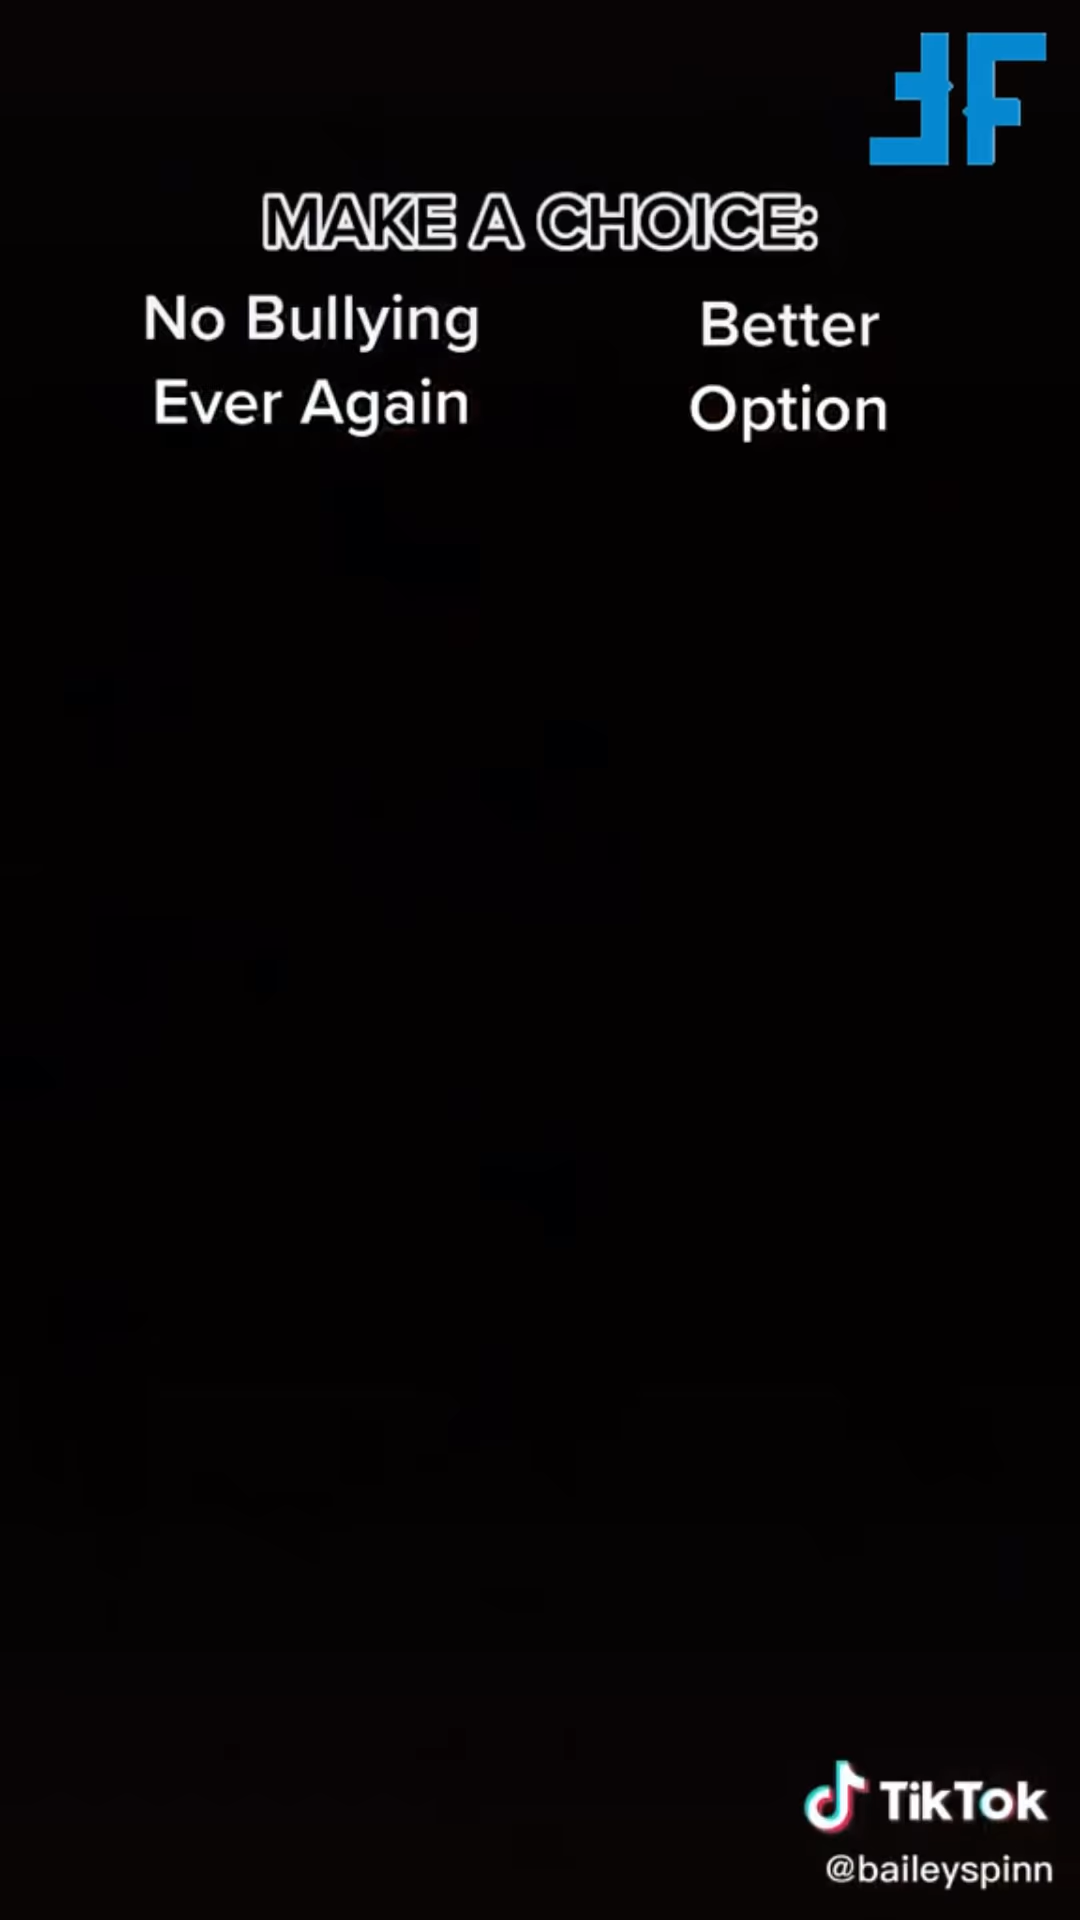 MAKE A CHOICE:
No Bullying
Ever Again
Better
Option
TikTok
@baileyspinn